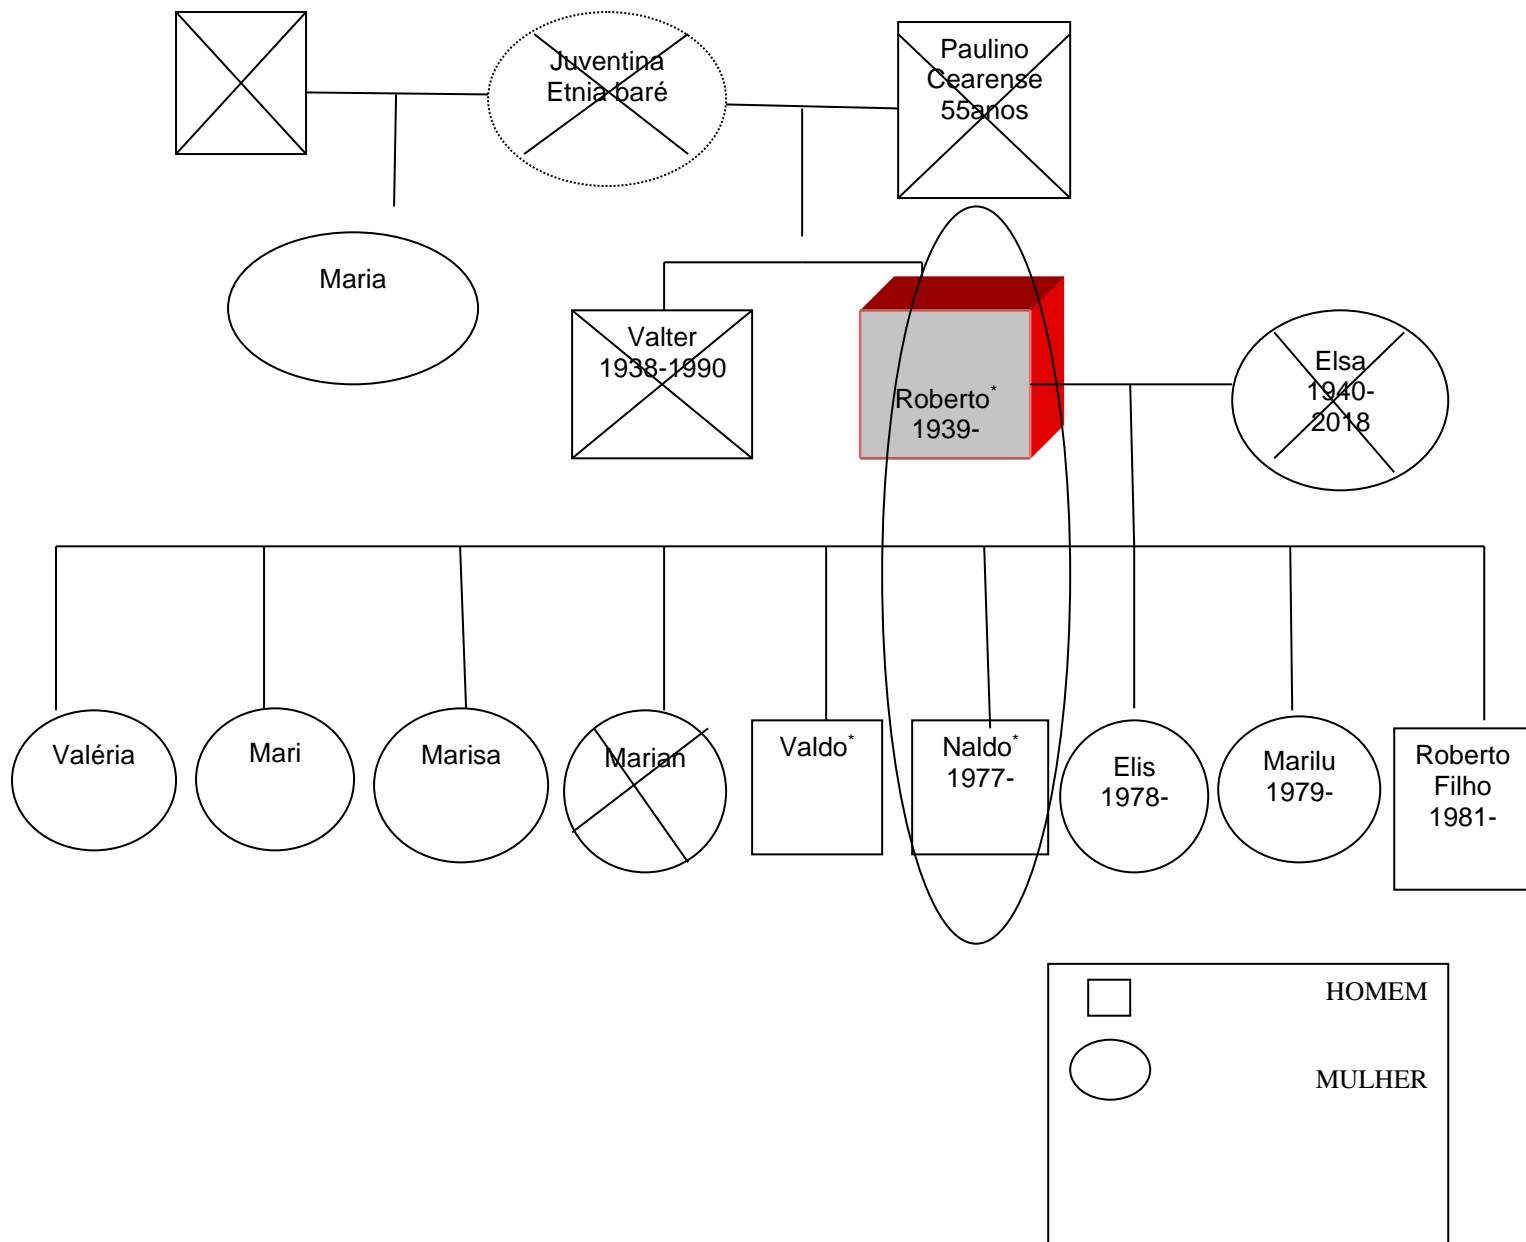 Juventina
Etnia baré
Paulino
Cearense
55anos
Maria
Valter
1938-1990
Roberto*
1939-
Elsa
1940-
2018
Valéria
Mari
Marisa
Marian
Valdo*
Naldo*
1977-
Elis
1978-
Marilu
1979-
Roberto
Filho
1981-
HOMEM
MULHER